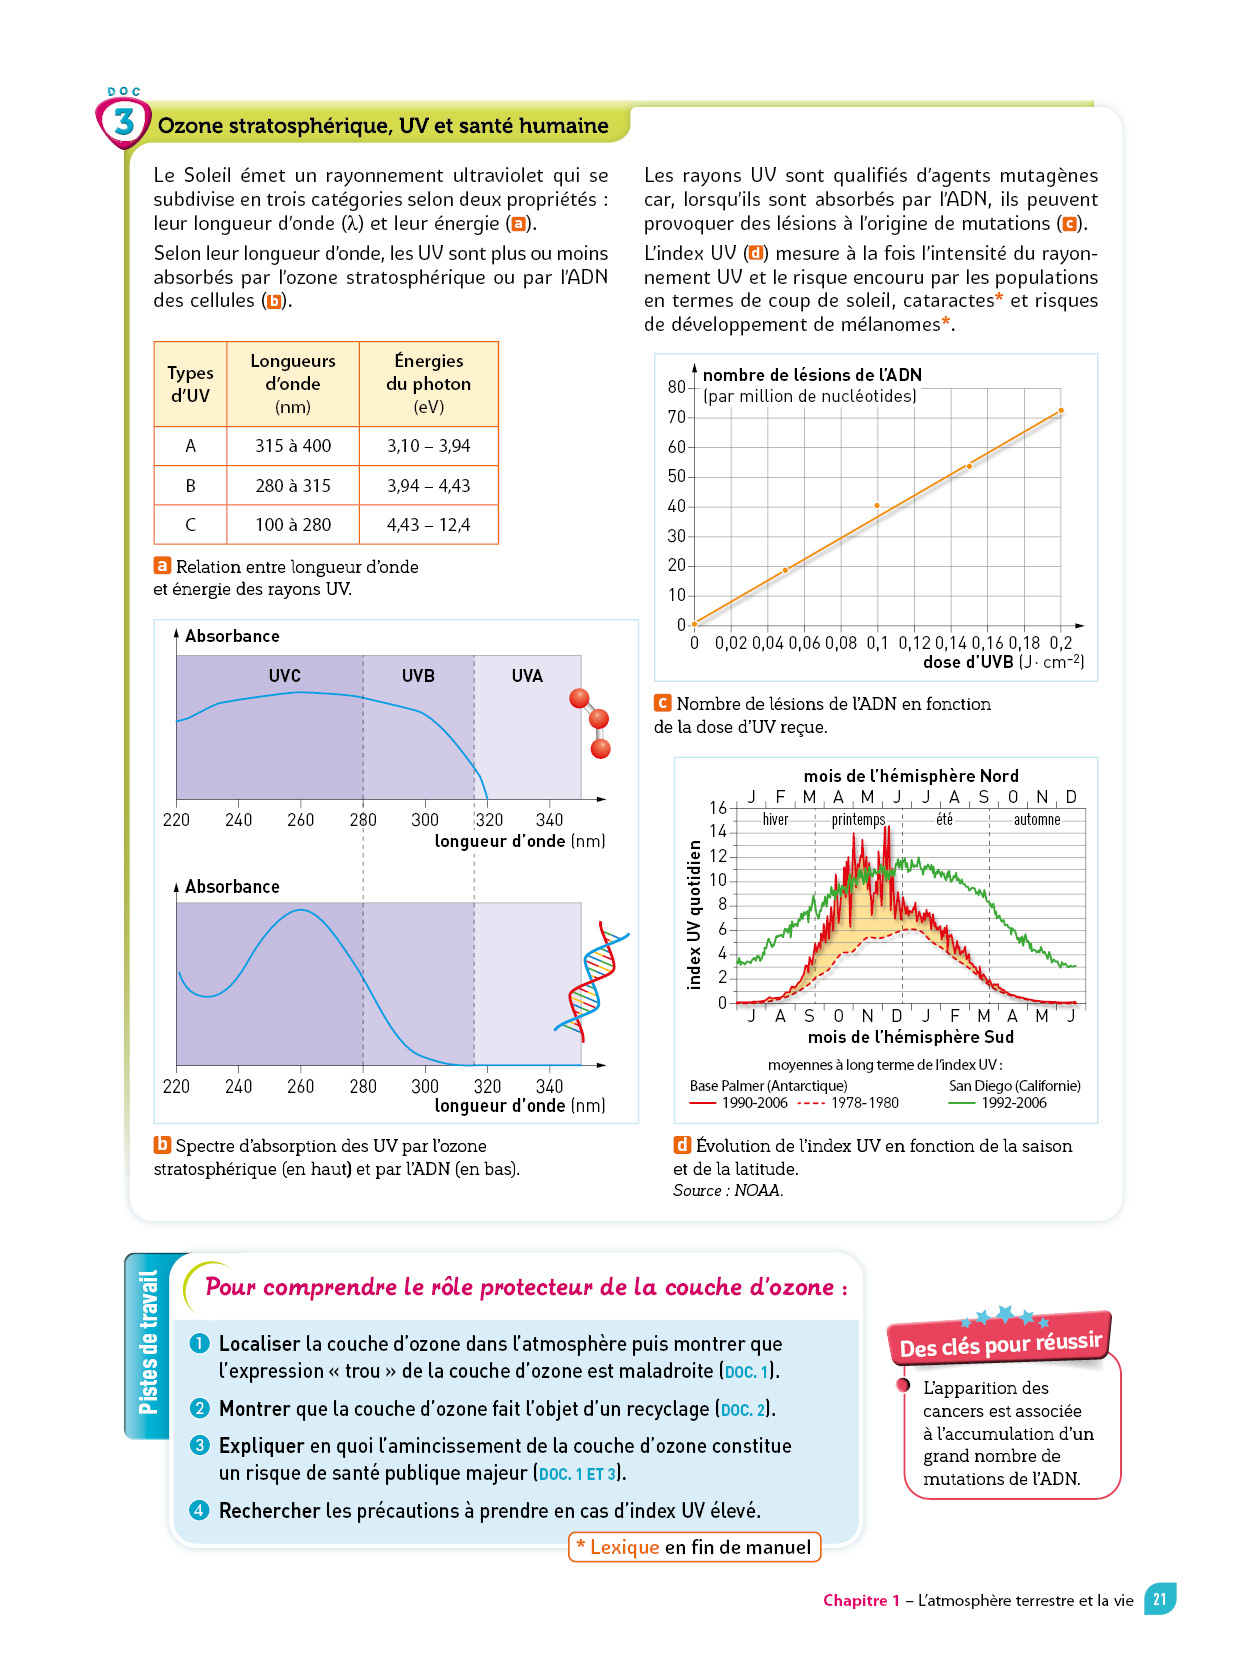 DOC
3
Ozone stratosphérique, UV et santé humaine
Le Soleil émet un rayonnement ultraviolet qui se
subdivise en trois catégories selon deux propriétés :
leur longueur d'onde (λ) et leur énergie (a).
Selon leur longueur d'onde, les UV sont plus ou moins
absorbés par l'ozone stratosphérique ou par l'ADN
des cellules (b).
Types d'UV | Longueurs d'onde (nm) | Énergies du photon (eV)
A | 315 à 400 | 3,10 – 3,94
B | 280 à 315 | 3,94 – 4,43
C | 100 à 280 | 4,43 – 12,4
a Relation entre longueur d'onde
et énergie des rayons UV.
Absorbance
UVC UVB UVA
220 240 260 280 300 320 340
longueur d'onde (nm)
Absorbance
220 240 260 280 300 320 340
longueur d'onde (nm)
b Spectre d'absorption des UV par l'ozone
stratosphérique (en haut) et par l'ADN (en bas).
Les rayons UV sont qualifiés d'agents mutagènes
car, lorsqu'ils sont absorbés par l'ADN, ils peuvent
provoquer des lésions à l'origine de mutations (c).
L'index UV (d) mesure à la fois l'intensité du rayon-
nement UV et le risque encouru par les populations
en termes de coup de soleil, cataractes* et risques
de développement de mélanomes*.
nombre de lésions de l'ADN
(par million de nucléotides)
80
70
60
50
40
30
20
10
0
0 0,02 0,04 0,06 0,08 0,1 0,12 0,14 0,16 0,18 0,2
dose d'UVB (J · cm⁻²)
c Nombre de lésions de l'ADN en fonction
de la dose d'UV reçue.
mois de l'hémisphère Nord
J F M A M J J A S O N D
hiver printemps été automne
index UV quotidien
16
14
12
10
8
6
4
2
0
J A S O N D J F M A M J
mois de l'hémisphère Sud
moyennes à long terme de l'index UV :
Base Palmer (Antarctique) San Diego (Californie)
1990-2006 1978-1980 1992-2006
d Évolution de l'index UV en fonction de la saison
et de la latitude.
Source : NOAA.
Pistes de travail
Pour comprendre le rôle protecteur de la couche d'ozone :
1 Localiser la couche d'ozone dans l'atmosphère puis montrer que
l'expression « trou » de la couche d'ozone est maladroite (DOC. 1).
2 Montrer que la couche d'ozone fait l'objet d'un recyclage (DOC. 2).
3 Expliquer en quoi l'amincissement de la couche d'ozone constitue
un risque de santé publique majeur (DOC. 1 ET 3).
4 Rechercher les précautions à prendre en cas d'index UV élevé.
* Lexique en fin de manuel
Des clés pour réussir
L'apparition des
cancers est associée
à l'accumulation d'un
grand nombre de
mutations de l'ADN.
Chapitre 1 – L'atmosphère terrestre et la vie 21